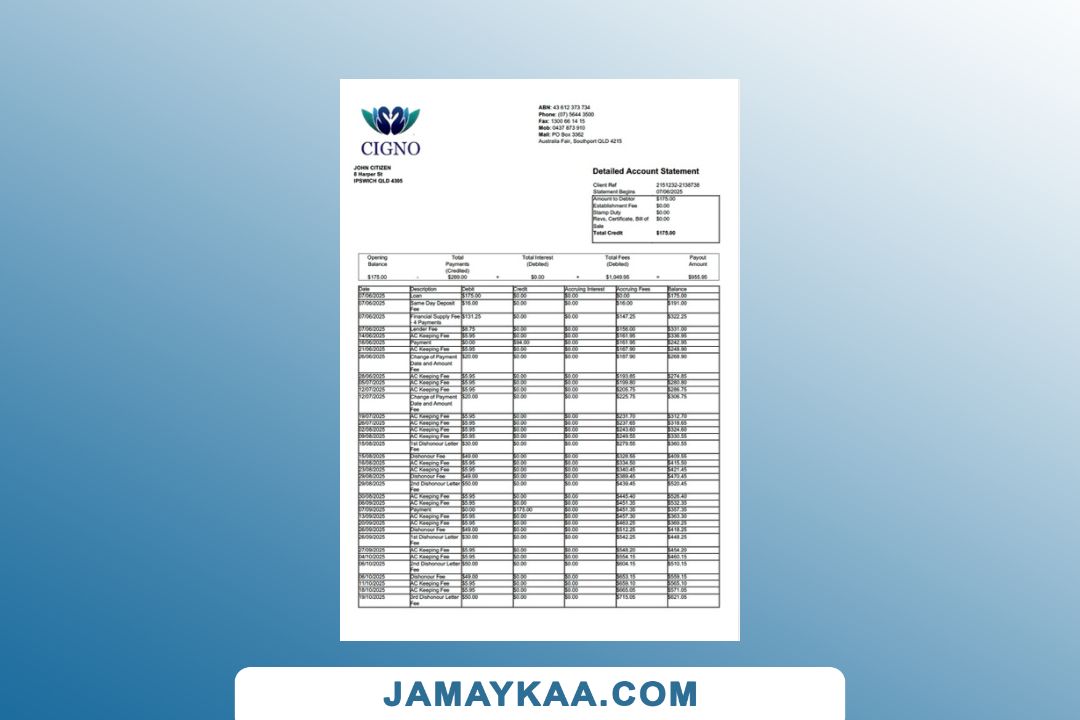 CIGNO
ABN: 43 612 373 734
Phone: (07) 5644 3500
Fax: 1300 66 14 15
Mob: 0437 873 910
Mail: PO Box 3362
Australia Fair, Southport QLD 4215
JOHN CITIZEN
6 Harper St
IPSWICH QLD 4305
Detailed Account Statement
Client Ref 2151232-2138738
Statement Begins 07/06/2025
Amount to Debtor $175.00
Establishment Fee $0.00
Stamp Duty $0.00
Revs, Certificate, Bill of Sale $0.00
Total Credit $175.00
Opening Balance Total Payments (Credited) Total Interest (Debited) Total Fees (Debited) Payout Amount
$175.00 - $269.00 + $0.00 + $1,049.95 = $955.95
Date Description Debit Credit Accruing Interest Accruing Fees Balance
07/06/2025 Loan $175.00 $0.00 $0.00 $0.00 $175.00
07/06/2025 Same Day Deposit Fee $16.00 $0.00 $0.00 $16.00 $191.00
07/06/2025 Financial Supply Fee - 4 Payments $131.25 $0.00 $0.00 $147.25 $322.25
07/06/2025 Lender Fee $8.75 $0.00 $0.00 $156.00 $331.00
14/06/2025 AC Keeping Fee $5.95 $0.00 $0.00 $161.95 $336.95
Payment $0.00 $94.00 $0.00 $161.95 $242.95
21/06/2025 AC Keeping Fee $5.95 $0.00 $0.00 $167.90 $248.90
Change of Payment Date and Amount Fee $20.00 $0.00 $0.00 $268.90
28/06/2025 AC Keeping Fee $5.95 $0.00 $0.00 $274.85
05/07/2025 AC Keeping Fee $5.95 $0.00 $0.00 $199.80 $280.80
12/07/2025 AC Keeping Fee $5.95 $0.00 $0.00 $205.75 $286.75
12/07/2025 Change of Payment Date and Amount Fee $20.00 $0.00 $0.00 $225.75 $306.75
19/07/2025 AC Keeping Fee $5.95 $0.00 $0.00 $231.70 $312.70
26/07/2025 AC Keeping Fee $5.95 $0.00 $0.00 $237.65 $318.65
02/08/2025 AC Keeping Fee $5.95 $0.00 $0.00 $243.60 $324.60
09/08/2025 AC Keeping Fee $5.95 $0.00 $0.00 $249.55 $330.55
15/08/2025 1st Dishonour Letter Fee $30.00 $0.00 $0.00 $279.55 $360.55
15/08/2025 Dishonour Fee $49.00 $0.00 $0.00 $328.55 $409.55
16/08/2025 AC Keeping Fee $5.95 $0.00 $0.00 $334.50 $415.50
23/08/2025 AC Keeping Fee $5.95 $0.00 $0.00 $340.45 $421.45
29/08/2025 Dishonour Fee $49.00 $0.00 $0.00 $389.45 $470.45
29/08/2025 2nd Dishonour Letter Fee $50.00 $0.00 $0.00 $439.45 $520.45
30/08/2025 AC Keeping Fee $5.95 $0.00 $0.00 $445.40 $526.40
06/09/2025 AC Keeping Fee $5.95 $0.00 $0.00 $451.35 $532.35
07/09/2025 Payment $0.00 $175.00 $0.00 $451.35 $357.35
13/09/2025 AC Keeping Fee $5.95 $0.00 $0.00 $457.30 $363.30
20/09/2025 AC Keeping Fee $5.95 $0.00 $0.00 $463.25 $369.25
26/09/2025 Dishonour Fee $49.00 $0.00 $0.00 $512.25 $418.25
26/09/2025 1st Dishonour Letter Fee $30.00 $0.00 $0.00 $542.25 $448.25
27/09/2025 AC Keeping Fee $5.95 $0.00 $0.00 $548.20 $454.20
04/10/2025 AC Keeping Fee $5.95 $0.00 $0.00 $554.15 $460.15
06/10/2025 2nd Dishonour Letter Fee $50.00 $0.00 $0.00 $604.15 $510.15
06/10/2025 Dishonour Fee $49.00 $0.00 $0.00 $653.15 $559.15
11/10/2025 AC Keeping Fee $5.95 $0.00 $0.00 $659.10 $565.10
18/10/2025 AC Keeping Fee $5.95 $0.00 $0.00 $665.05 $571.05
19/10/2025 3rd Dishonour Letter Fee $50.00 $0.00 $0.00 $715.05 $621.05
JAMAYKAA.COM